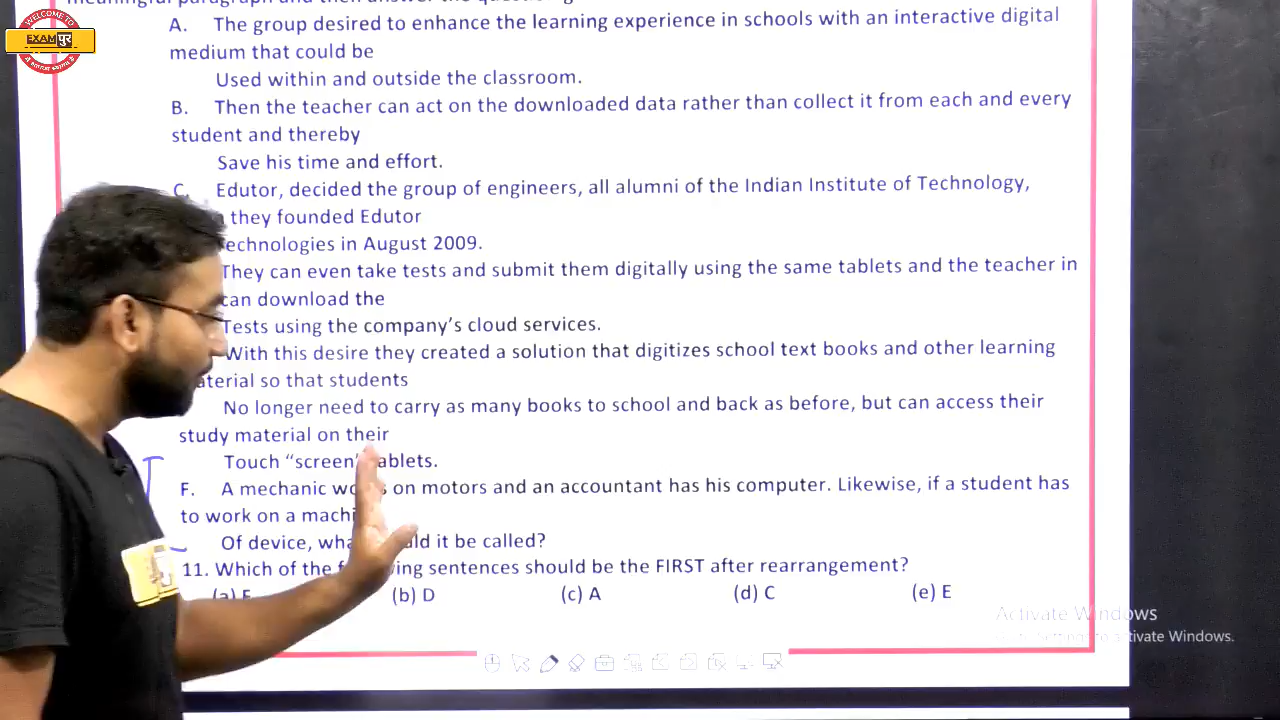 WELCOME TO
EXAM पुर
A. The group desired to enhance the learning experience in schools with an interactive digital
medium that could be
Used within and outside the classroom.
B. Then the teacher can act on the downloaded data rather than collect it from each and every
student and thereby
Save his time and effort.
C. Edutor, decided the group of engineers, all alumni of the Indian Institute of Technology,
they founded Edutor
echnologies in August 2009.
They can even take tests and submit them digitally using the same tablets and the teacher in
can download the
Tests using the company's cloud services.
With this desire they created a solution that digitizes school text books and other learning
aterial so that students
No longer need to carry as many books to school and back as before, but can access their
study material on their
Touch "screen" ablets.
F. A mechanic on motors and an accountant has his computer. Likewise, if a student has
to work on a
Of device, it be called?
11. Which of the sentences should be the FIRST after rearrangement?
(b) D (c) A (d) C (e) E
Activate Windows
Activate Windows.